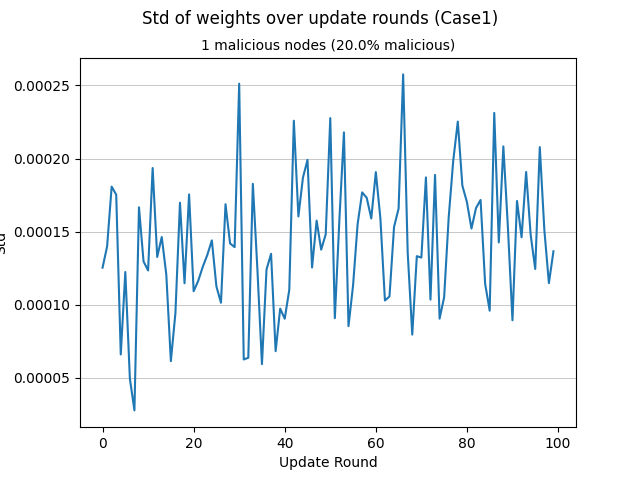 Std of weights over update rounds (Case1)
1 malicious nodes (20.0% malicious)
0.00025
0.00020
0.00015
0.00010
0.00005
Std
0
20
40
60
80
100
Update Round